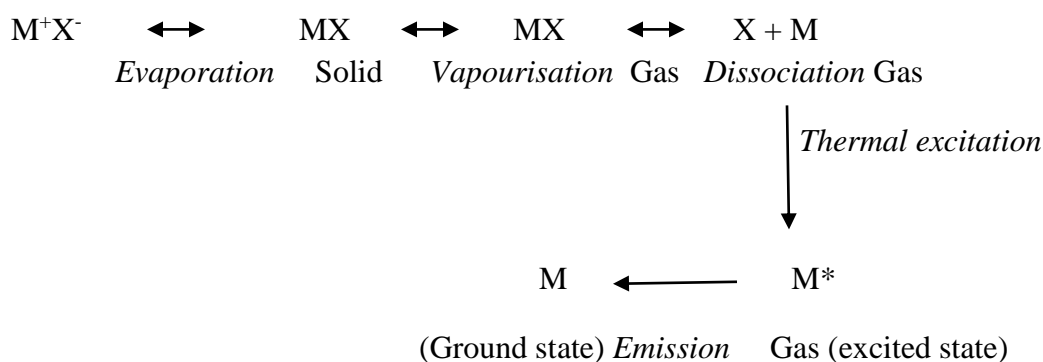 M⁺X⁻ MX MX X + M
Evaporation Solid Vapourisation Gas Dissociation Gas
Thermal excitation
M M*
(Ground state) Emission Gas (excited state)